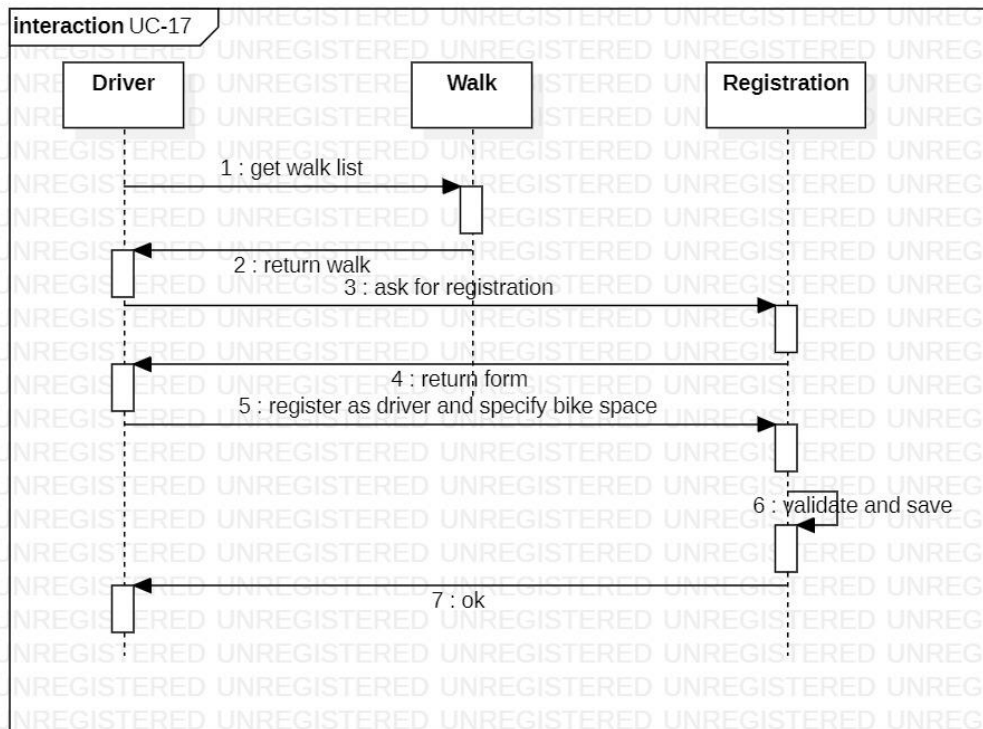 interaction UC-17
Driver
Walk
Registration
1 : get walk list
2 : return walk
3 : ask for registration
4 : return form
5 : register as driver and specify bike space
6 : validate and save
7 : ok
UNREGISTERED